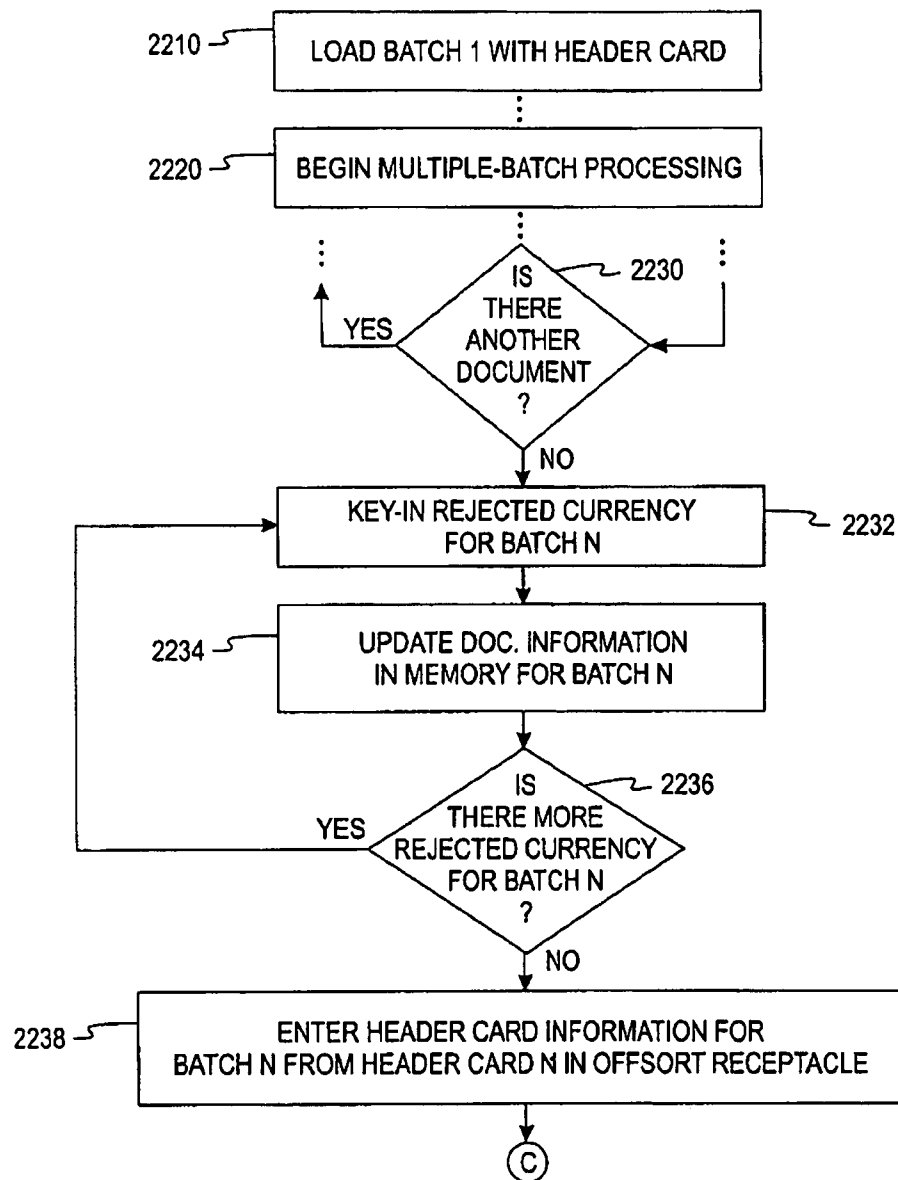 2210
LOAD BATCH 1 WITH HEADER CARD
2220
BEGIN MULTIPLE-BATCH PROCESSING
2230
IS
THERE
ANOTHER
DOCUMENT
?
YES
NO
KEY-IN REJECTED CURRENCY
FOR BATCH N
2232
2234
UPDATE DOC. INFORMATION
IN MEMORY FOR BATCH N
2236
IS
THERE MORE
REJECTED CURRENCY
FOR BATCH N
?
YES
NO
2238
ENTER HEADER CARD INFORMATION FOR
BATCH N FROM HEADER CARD N IN OFFSORT RECEPTACLE
C